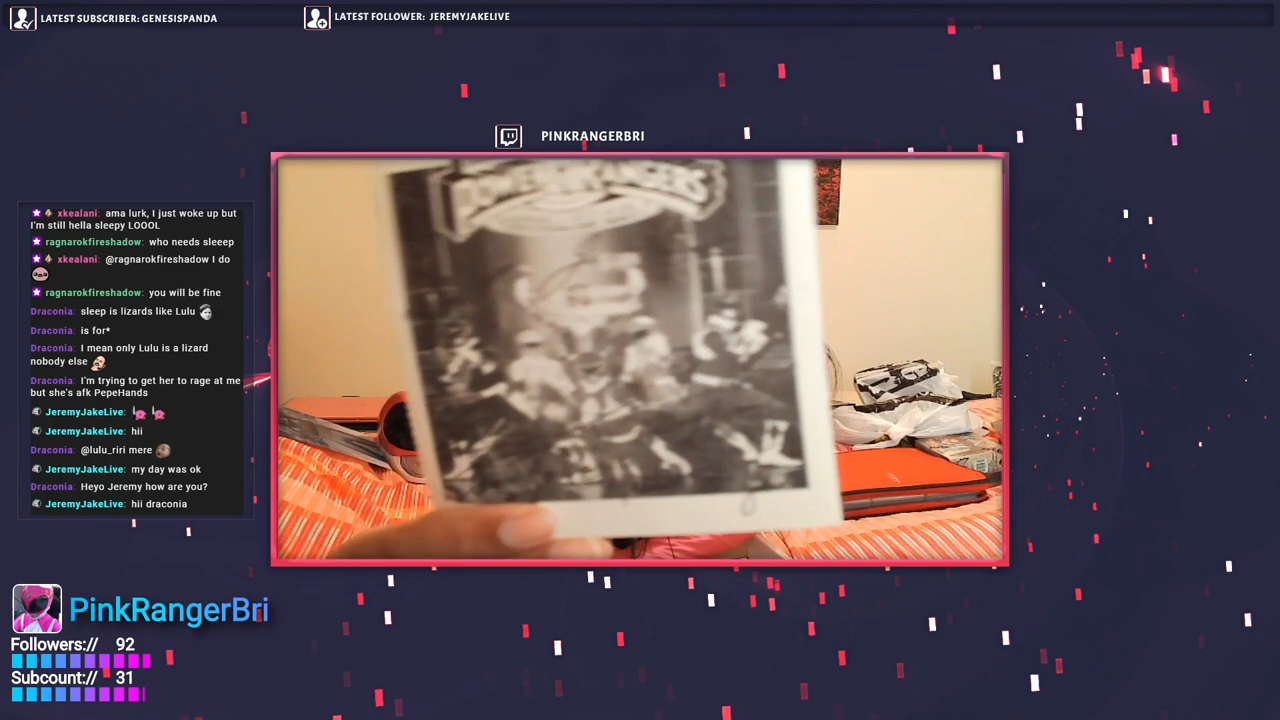 LATEST SUBSCRIBER: GENESISPANDA
LATEST FOLLOWER: JEREMYJAKELIVE
PINKRANGERBRI
POWER RANGERS
xkealani: ama lurk, I just woke up but
I'm still hella sleepy LOOOL
ragnarokfireshadow: who needs sleeep
xkealani: @ragnarokfireshadow I do
ragnarokfireshadow: you will be fine
Draconia: sleep is lizards like Lulu
Draconia: is for*
Draconia: I mean only Lulu is a lizard
nobody else
Draconia: I'm trying to get her to rage at me
but she's afk PepeHands
JeremyJakeLive:
JeremyJakeLive: hii
Draconia: @lulu_riri mere
JeremyJakeLive: my day was ok
Draconia: Heyo Jeremy how are you?
JeremyJakeLive: hii draconia
PinkRangerBri
Followers:// 92
Subcount:// 31